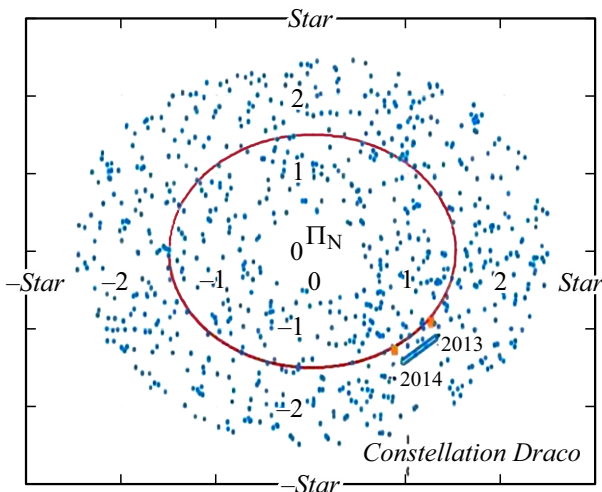 Star
2
1
Π_N
0
–Star –2 –1 0 1 2 Star
–1
2013
2014
–2
Constellation Draco
–Star